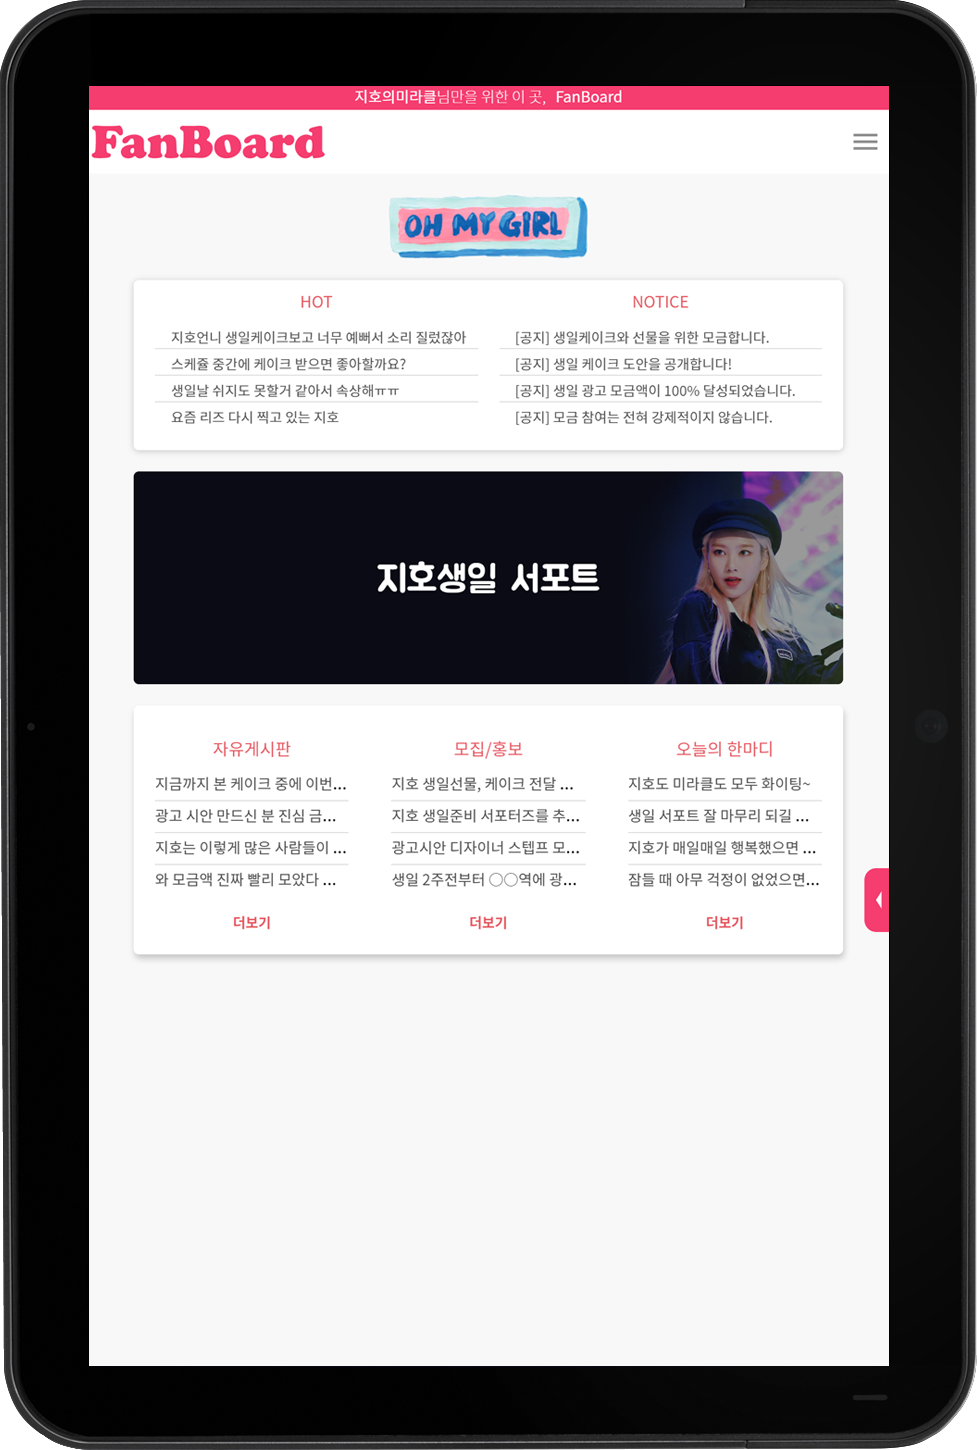 지호의미라클님만을 위한 이 곳, FanBoard
FanBoard
OH MY GIRL
HOT
지호언니 생일케이크보고 너무 예뻐서 소리 질렀잖아
스케쥴 중간에 케이크 받으면 좋아할까요?
생일날 쉬지도 못할거 같아서 속상해ㅠㅠ
요즘 리즈 다시 찍고 있는 지호
NOTICE
[공지] 생일케이크와 선물을 위한 모금합니다.
[공지] 생일 케이크 도안을 공개합니다!
[공지] 생일 광고 모금액이 100% 달성되었습니다.
[공지] 모금 참여는 전혀 강제적이지 않습니다.
지호생일 서포트
자유게시판
지금까지 본 케이크 중에 이번...
광고 시안 만드신 분 진심 금...
지호는 이렇게 많은 사람들이 ...
와 모금액 진짜 빨리 모았다 ...
더보기
모집/홍보
지호 생일선물, 케이크 전달 ...
지호 생일준비 서포터즈를 추...
광고시안 디자이너 스텝프 모...
생일 2주전부터 ○○역에 광...
더보기
오늘의 한마디
지호도 미라클도 모두 화이팅~
생일 서포트 잘 마무리 되길 ...
지호가 매일매일 행복했으면 ...
잠들 때 아무 걱정이 없었으면...
더보기